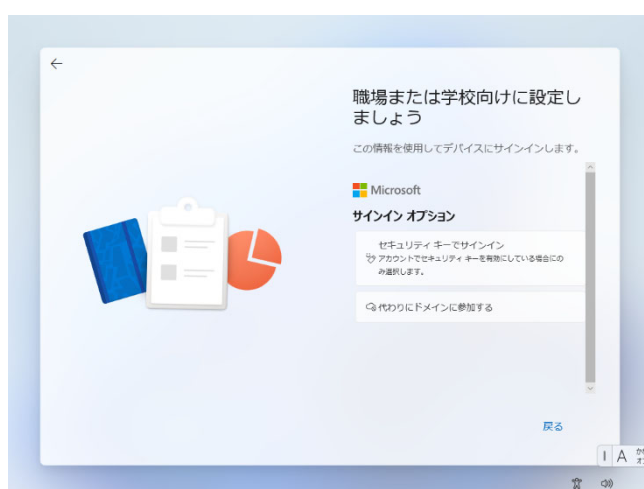 職場または学校向けに設定し
ましょう
この情報を使用してデバイスにサインインします。
Microsoft
サインイン オプション
セキュリティ キーでサインイン
アカウントでセキュリティ キーを有効にしている場合にの
み選択します。
代わりにドメインに参加する
戻る
A